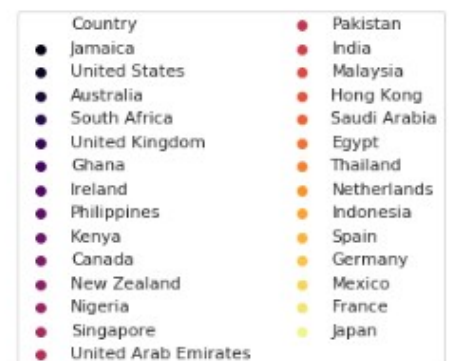 Country
Jamaica
United States
Australia
South Africa
United Kingdom
Ghana
Ireland
Philippines
Kenya
Canada
New Zealand
Nigeria
Singapore
United Arab Emirates
Pakistan
India
Malaysia
Hong Kong
Saudi Arabia
Egypt
Thailand
Netherlands
Indonesia
Spain
Germany
Mexico
France
Japan